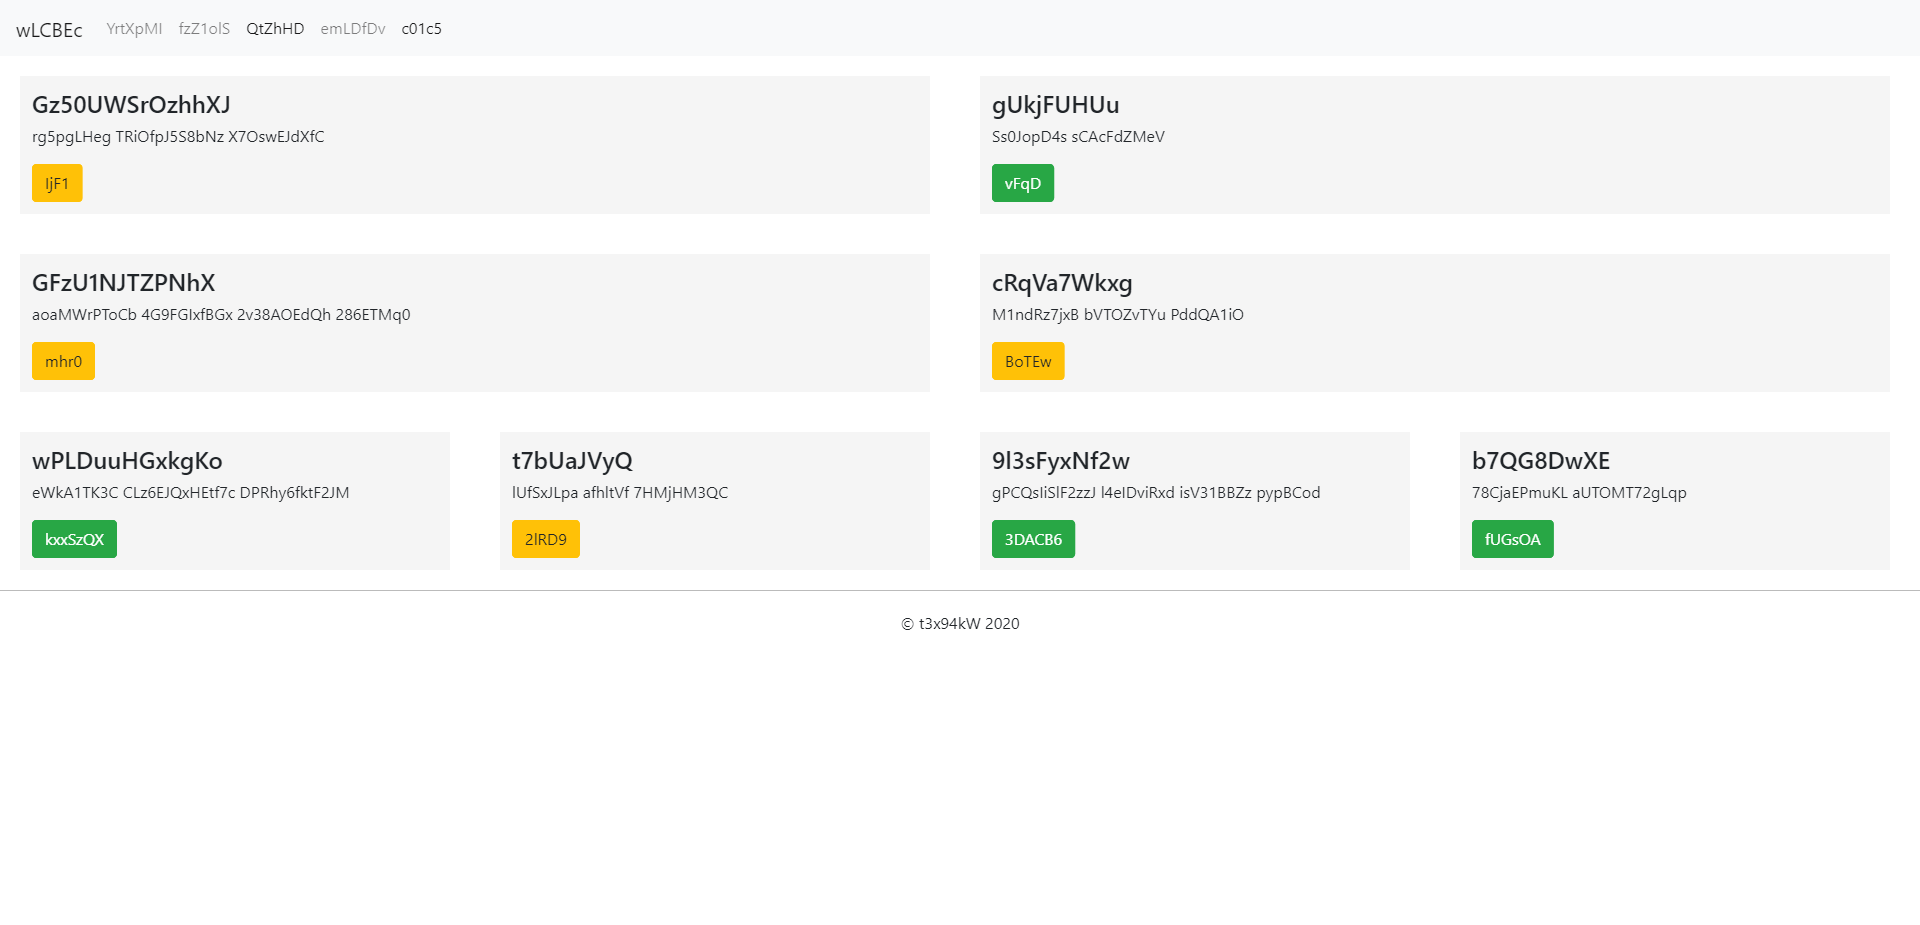 wLCBEc YrtXpMI fzZ1olS QtZhHD emLDfDv c01c5
Gz50UWSrOzhhXJ
rg5pgLHeg TRiOfpJ5S8bNz X7OswEJdXfC
IjF1
gUkjFUHUu
Ss0JopD4s sCAcFdZMeV
vFqD
GFzU1NJTZPNhX
aoaMWrPToCb 4G9FGIxfBGx 2v38AOEdQh 286ETMq0
mhr0
cRqVa7Wkxg
M1ndRz7jxB bVTOZvTYu PddQA1iO
BoTEw
wPLDuuHGxkgKo
eWkA1TK3C CLz6EJQxHEtf7c DPRhy6fktF2JM
kxxSzQX
t7bUaJVyQ
lUfSxJLpa afhltVf 7HMjHM3QC
2lRD9
9l3sFyxNf2w
gPCQsIiSlF2zzJ l4eIDviRxd isV31BBZz pypBCod
3DACB6
b7QG8DwXE
78CjaEPmuKL aUTOMT72gLqp
fUGsOA
© t3x94kW 2020